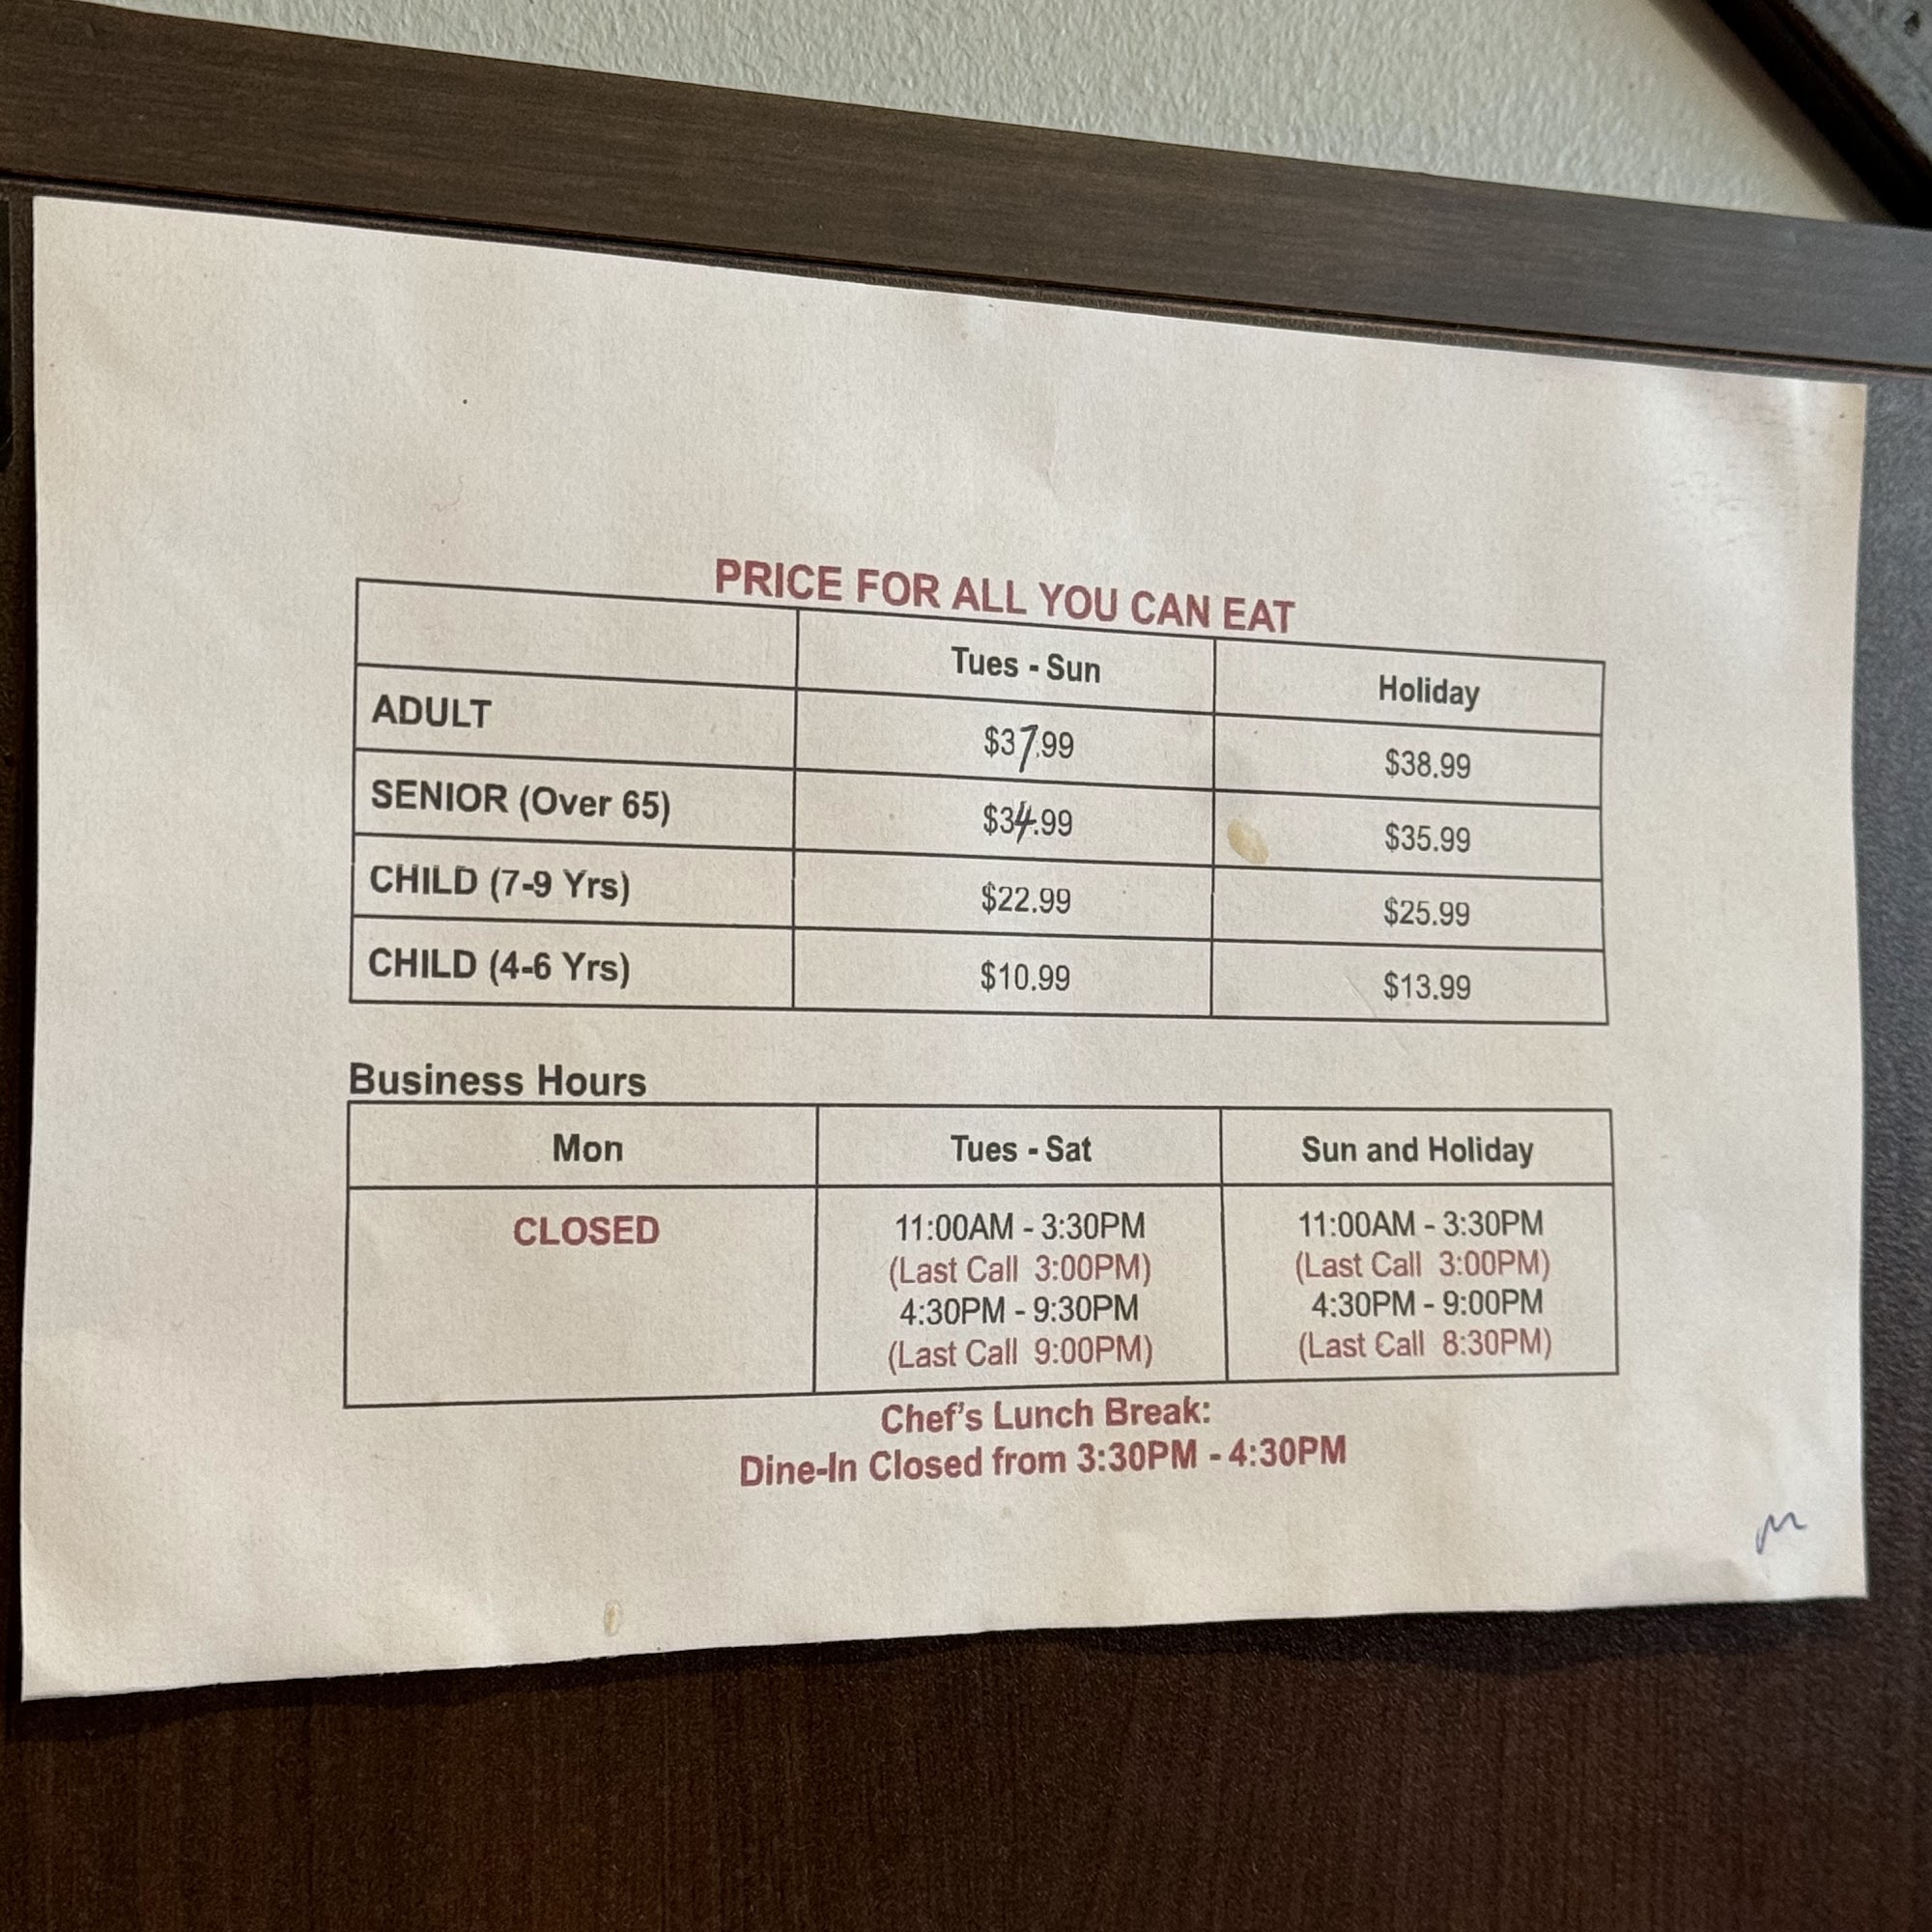 PRICE FOR ALL YOU CAN EAT
Tues - Sun Holiday
ADULT $37.99 $38.99
SENIOR (Over 65) $34.99 $35.99
CHILD (7-9 Yrs) $22.99 $25.99
CHILD (4-6 Yrs) $10.99 $13.99
Business Hours
Mon Tues - Sat Sun and Holiday
CLOSED 11:00AM - 3:30PM 11:00AM - 3:30PM
(Last Call 3:00PM) (Last Call 3:00PM)
4:30PM - 9:30PM 4:30PM - 9:00PM
(Last Call 9:00PM) (Last Call 8:30PM)
Chef's Lunch Break:
Dine-In Closed from 3:30PM - 4:30PM